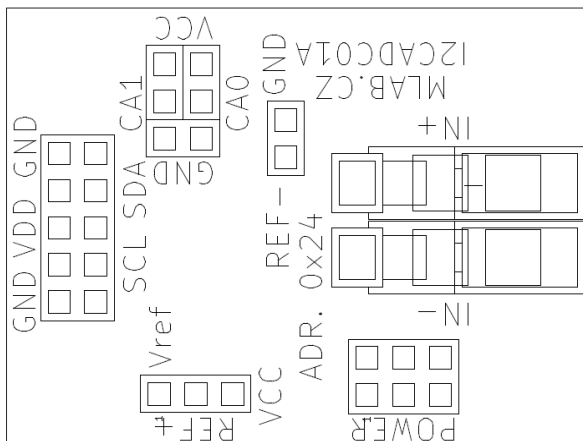 VCC
I2CADC01A
MLAB.CZ
GND
CA1
CA0
GND
IN+
GND VDD GND
SCL SDA
REF-
ADR. 0x24
IN-
Vref
VCC
REF+
POWER